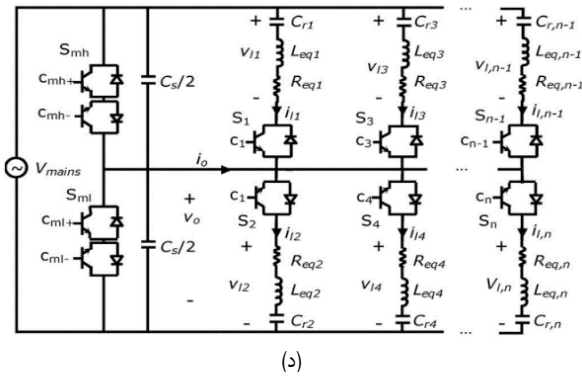 + C_r1 + C_r3 ... + C_r,n-1
S_mh
v_l1 L_eq1 v_l3 L_eq3 v_l,n-1 L_eq,n-1
c_mh+ C_s/2 R_eq1 R_eq3 R_eq,n-1
- - -
c_mh- S_1 i_l1 S_3 i_l3 S_n-1 i_l,n-1
c_1 c_3 c_n-1
V_mains i_o
S_ml + c_1 c_4 c_n
v_o S_2 S_4 S_n
c_ml+ i_l2 i_l4 i_l,n
C_s/2 + R_eq2 + R_eq4 + R_eq,n
c_ml- v_l2 L_eq2 v_l4 L_eq4 V_l,n L_eq,n
- - C_r2 - C_r4 - C_r,n
...
(د)